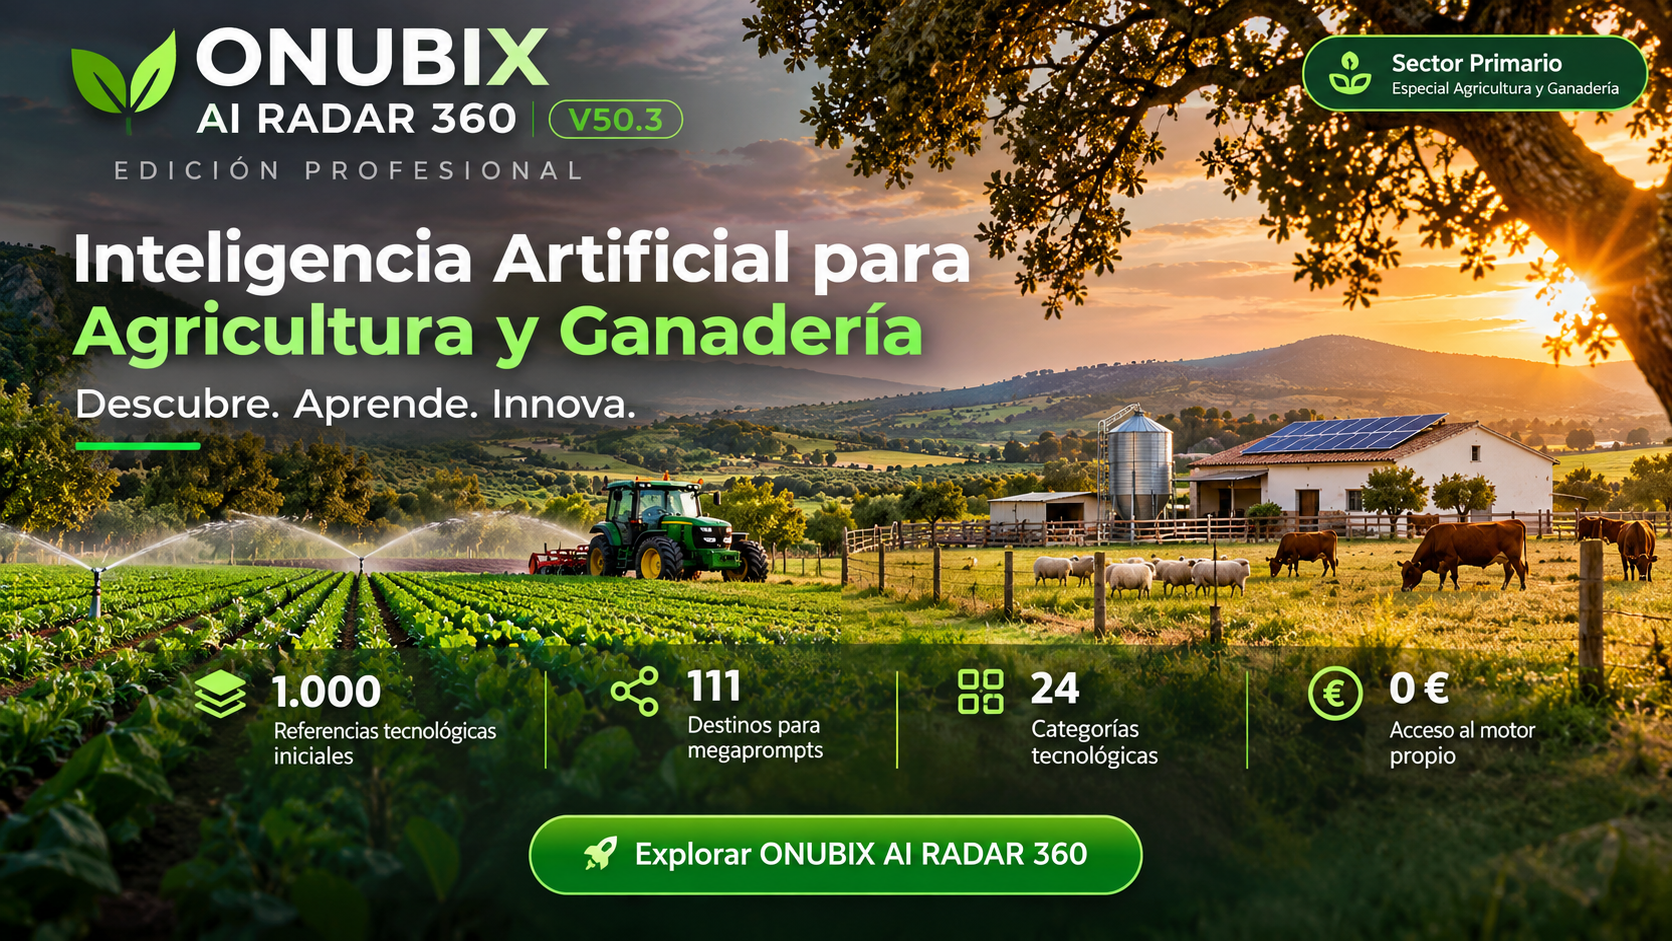 ONUBIX
AI RADAR 360
V50.3
EDICIÓN PROFESIONAL
Sector Primario
Especial Agricultura y Ganadería
Inteligencia Artificial para
Agricultura y Ganadería
Descubre. Aprende. Innova.
1.000
Referencias tecnológicas
iniciales
111
Destinos para
megaprompts
24
Categorías
tecnológicas
€
0 €
Acceso al motor
propio
Explorar ONUBIX AI RADAR 360